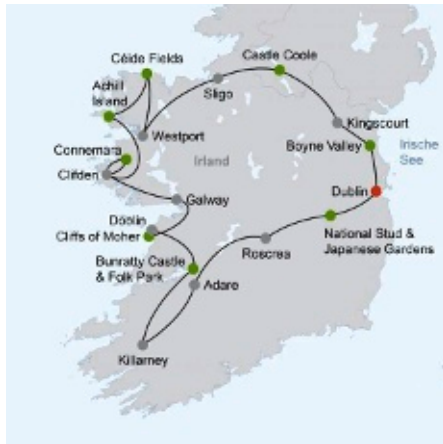 Céide Fields
Castle Coole
Achill
Island
Sligo
Kingscourt
Westport
Connemara
Boyne Valley
Irische
See
Irland
Clifden
Dublin
Galway
Döblin
Cliffs of Moher
National Stud &
Japanese Gardens
Roscrea
Bunratty Castle
& Folk Park
Adare
Killarney